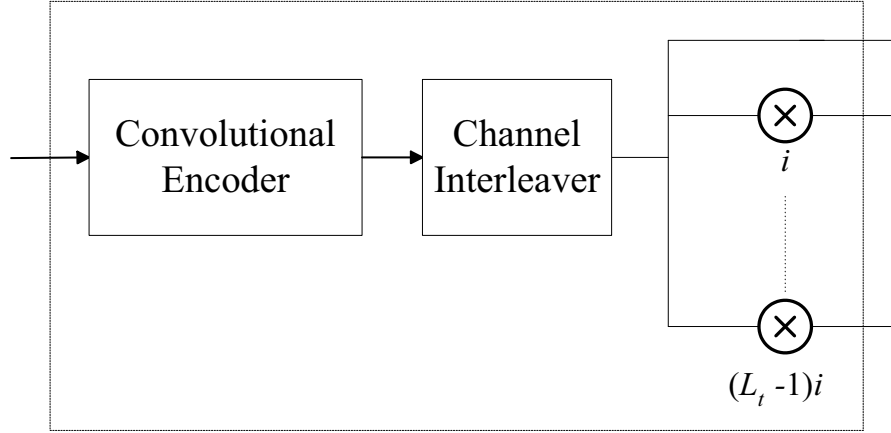 Convolutional
Encoder
Channel
Interleaver
i
(L_t -1)i